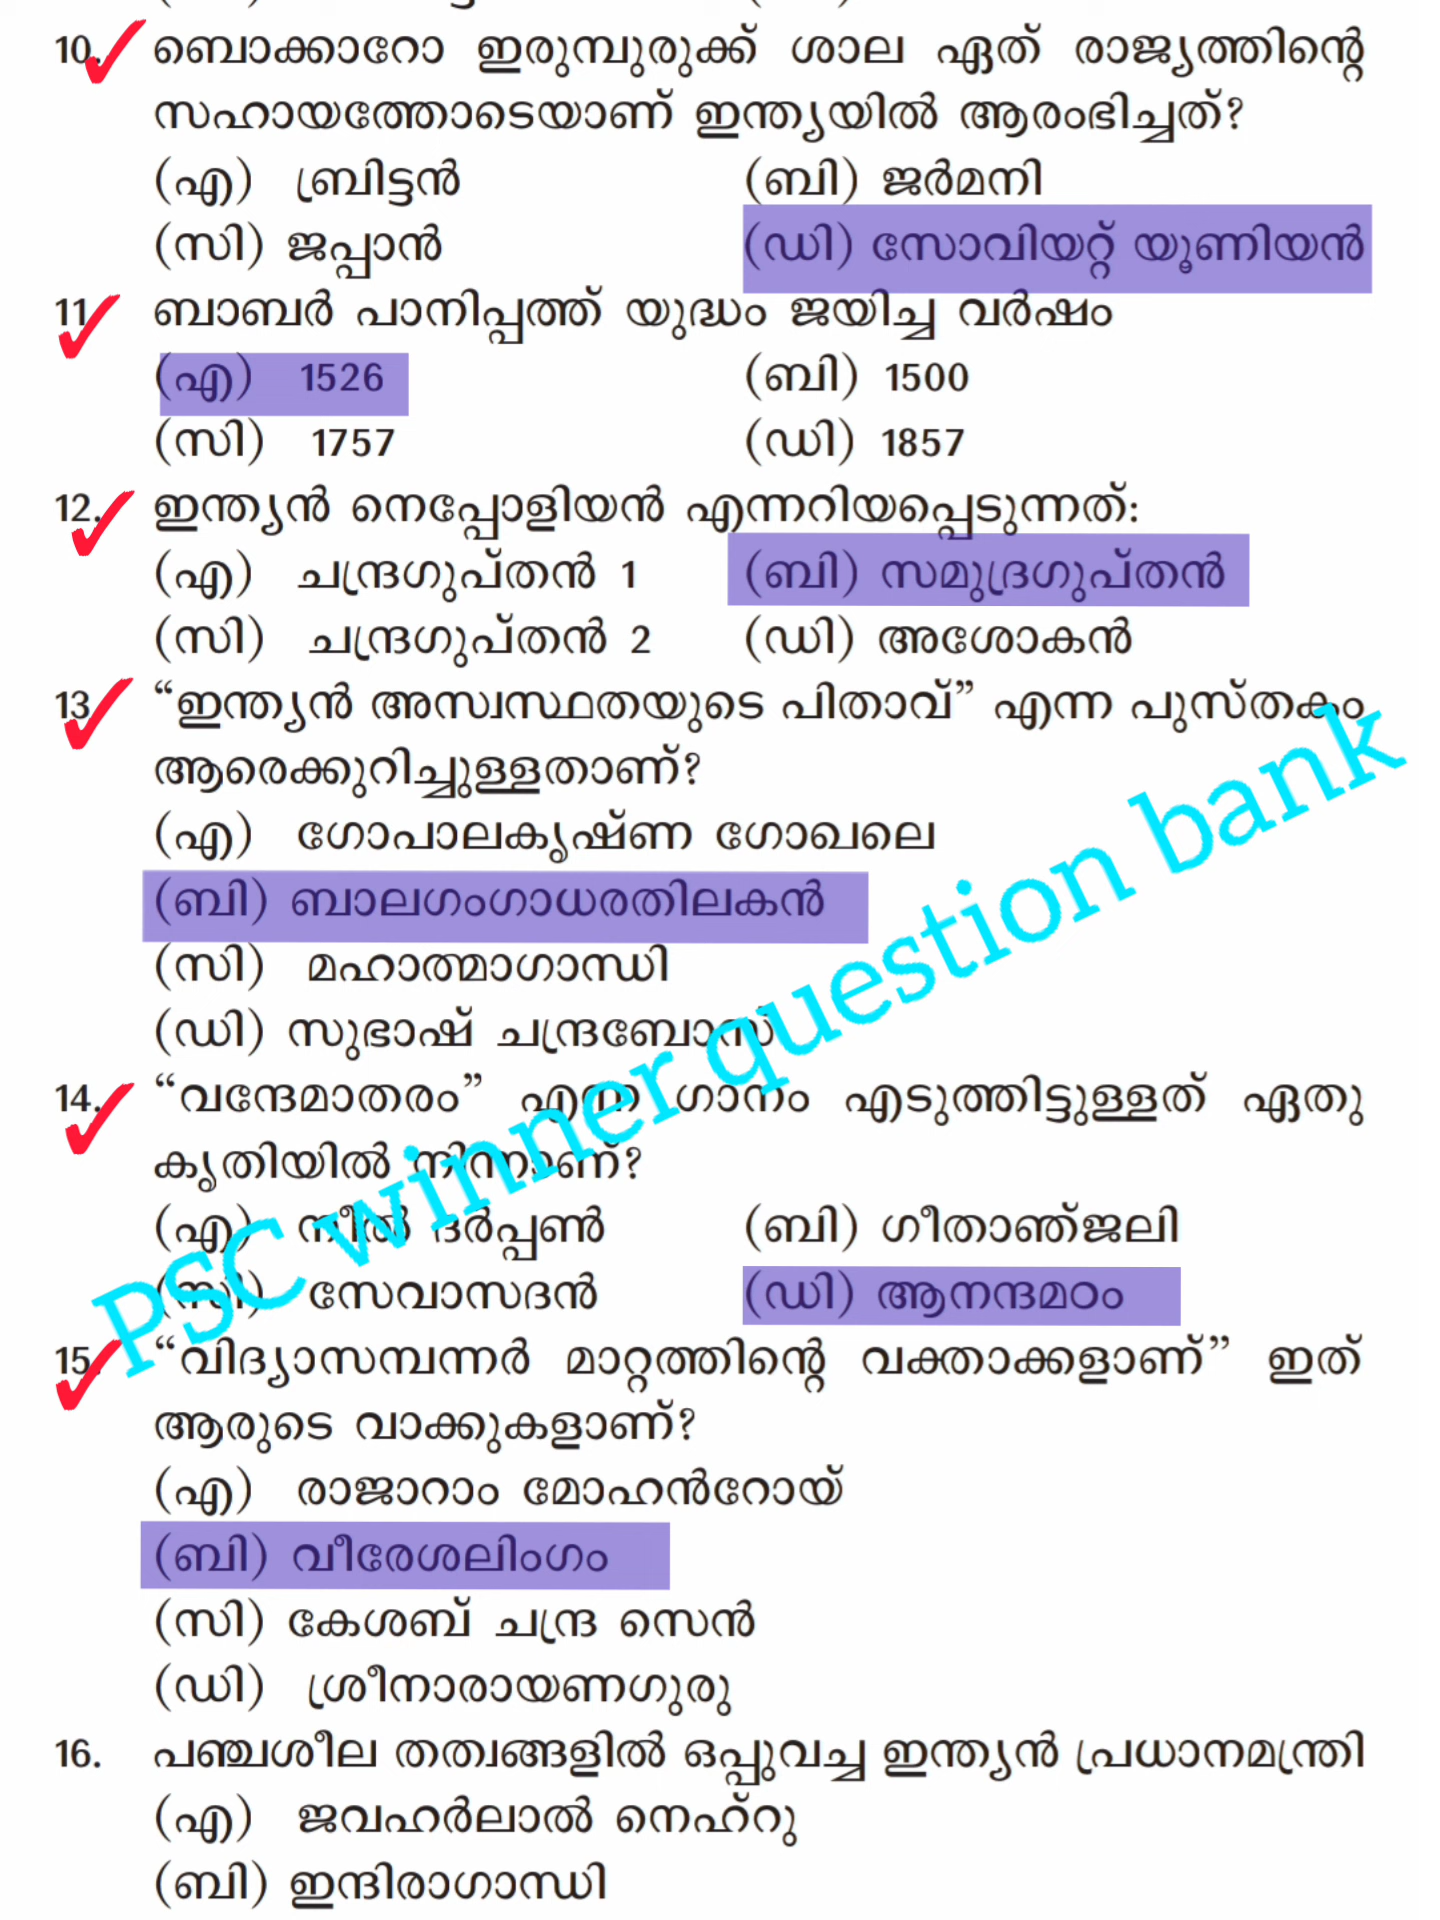 10. ബൊക്കാറോ ഇരുമ്പുരുക്ക് ശാല ഏത് രാജ്യത്തിന്റെ
സഹായത്തോടെയാണ് ഇന്ത്യയിൽ ആരംഭിച്ചത്?
(എ) ബ്രിട്ടൻ (ബി) ജർമനി
(സി) ജപ്പാൻ (ഡി) സോവിയറ്റ് യൂണിയൻ
11. ബാബർ പാനിപ്പത്ത് യുദ്ധം ജയിച്ച വർഷം
(എ) 1526 (ബി) 1500
(സി) 1757 (ഡി) 1857
12. ഇന്ത്യൻ നെപ്പോളിയൻ എന്നറിയപ്പെടുന്നത്:
(എ) ചന്ദ്രഗുപ്തൻ 1 (ബി) സമുദ്രഗുപ്തൻ
(സി) ചന്ദ്രഗുപ്തൻ 2 (ഡി) അശോകൻ
13. “ഇന്ത്യൻ അസ്വസ്ഥതയുടെ പിതാവ്” എന്ന പുസ്തകം
ആരെക്കുറിച്ചുള്ളതാണ്?
(എ) ഗോപാലകൃഷ്ണ ഗോഖലെ
(ബി) ബാലഗംഗാധരതിലകൻ
(സി) മഹാത്മാഗാന്ധി
(ഡി) സുഭാഷ് ചന്ദ്രബോസ്
14. “വന്ദേമാതരം” എന്ന ഗാനം എടുത്തിട്ടുള്ളത് ഏതു
കൃതിയിൽ നിന്നാണ്?
(എ) നീൽ ദർപ്പൺ (ബി) ഗീതാഞ്ജലി
(സി) സേവാസദൻ (ഡി) ആനന്ദമഠം
15. “വിദ്യാസമ്പന്നർ മാറ്റത്തിന്റെ വക്താക്കളാണ്” ഇത്
ആരുടെ വാക്കുകളാണ്?
(എ) രാജാറാം മോഹൻറോയ്
(ബി) വീരേശലിംഗം
(സി) കേശബ് ചന്ദ്ര സെൻ
(ഡി) ശ്രീനാരായണഗുരു
16. പഞ്ചശീല തത്വങ്ങളിൽ ഒപ്പുവച്ച ഇന്ത്യൻ പ്രധാനമന്ത്രി
(എ) ജവഹർലാൽ നെഹ്റു
(ബി) ഇന്ദിരാഗാന്ധി
PSC winner question bank